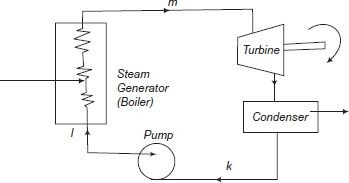 m
Turbine
Steam
Generator
(Boiler)
Condenser
l
Pump
k